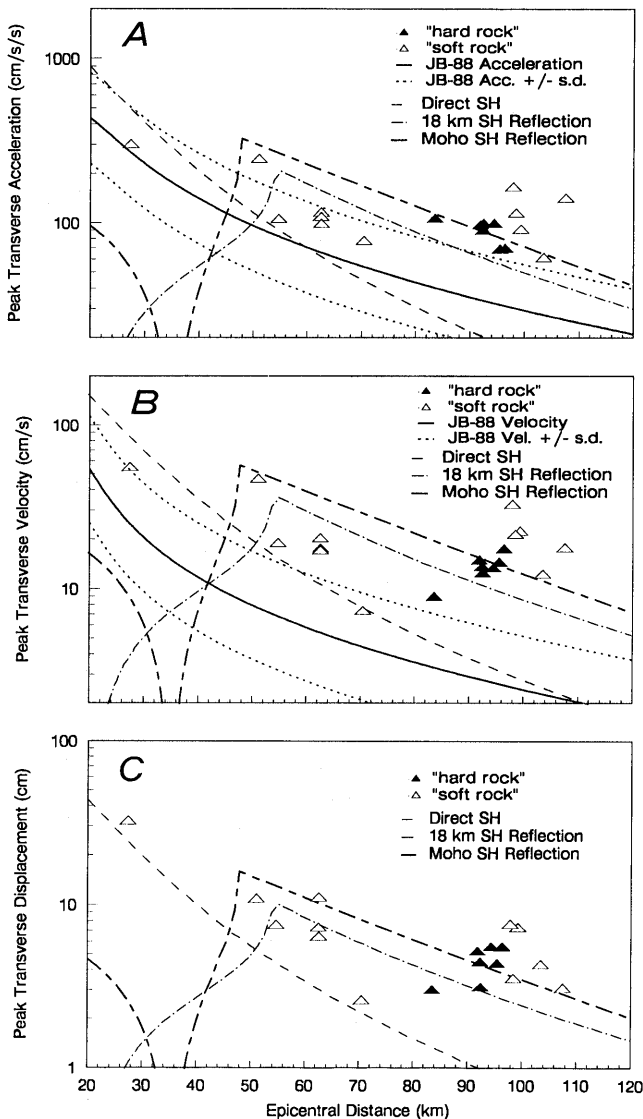 A
Peak Transverse Acceleration (cm/s/s)
1000
100
"hard rock"
"soft rock"
JB-88 Acceleration
JB-88 Acc. +/- s.d.
Direct SH
18 km SH Reflection
Moho SH Reflection
B
Peak Transverse Velocity (cm/s)
100
10
"hard rock"
"soft rock"
JB-88 Velocity
JB-88 Vel. +/- s.d.
Direct SH
18 km SH Reflection
Moho SH Reflection
C
Peak Transverse Displacement (cm)
100
10
1
"hard rock"
"soft rock"
Direct SH
18 km SH Reflection
Moho SH Reflection
20 30 40 50 60 70 80 90 100 110 120
Epicentral Distance (km)